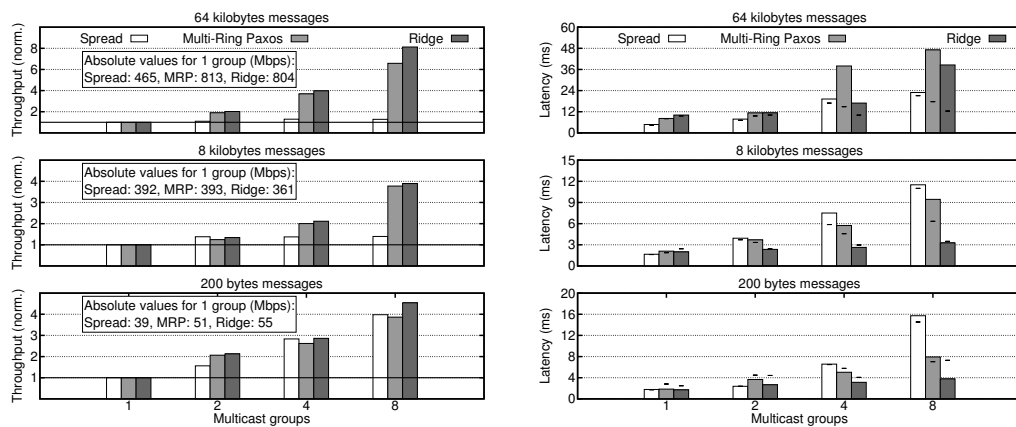 64 kilobytes messages
Throughput (norm.)
8
6
4
2
Spread
Multi-Ring Paxos
Ridge
Absolute values for 1 group (Mbps):
Spread: 465, MRP: 813, Ridge: 804
8 kilobytes messages
Throughput (norm.)
4
3
2
1
Absolute values for 1 group (Mbps):
Spread: 392, MRP: 393, Ridge: 361
200 bytes messages
Throughput (norm.)
4
3
2
1
Absolute values for 1 group (Mbps):
Spread: 39, MRP: 51, Ridge: 55
1 2 4 8
Multicast groups
64 kilobytes messages
Latency (ms)
60
48
36
24
12
0
Spread
Multi-Ring Paxos
Ridge
8 kilobytes messages
Latency (ms)
15
12
9
6
3
0
200 bytes messages
Latency (ms)
20
16
12
8
4
0
1 2 4 8
Multicast groups